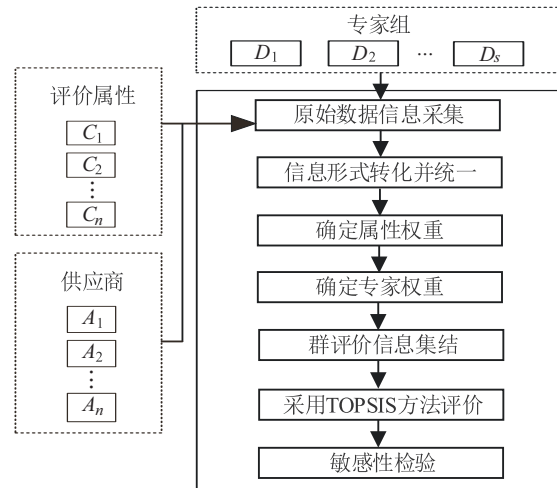 专家组
D1 D2 … Ds
评价属性
C1
C2
⋮
Cn
供应商
A1
A2
⋮
An
原始数据信息采集
信息形式转化并统一
确定属性权重
确定专家权重
群评价信息集结
采用TOPSIS方法评价
敏感性检验